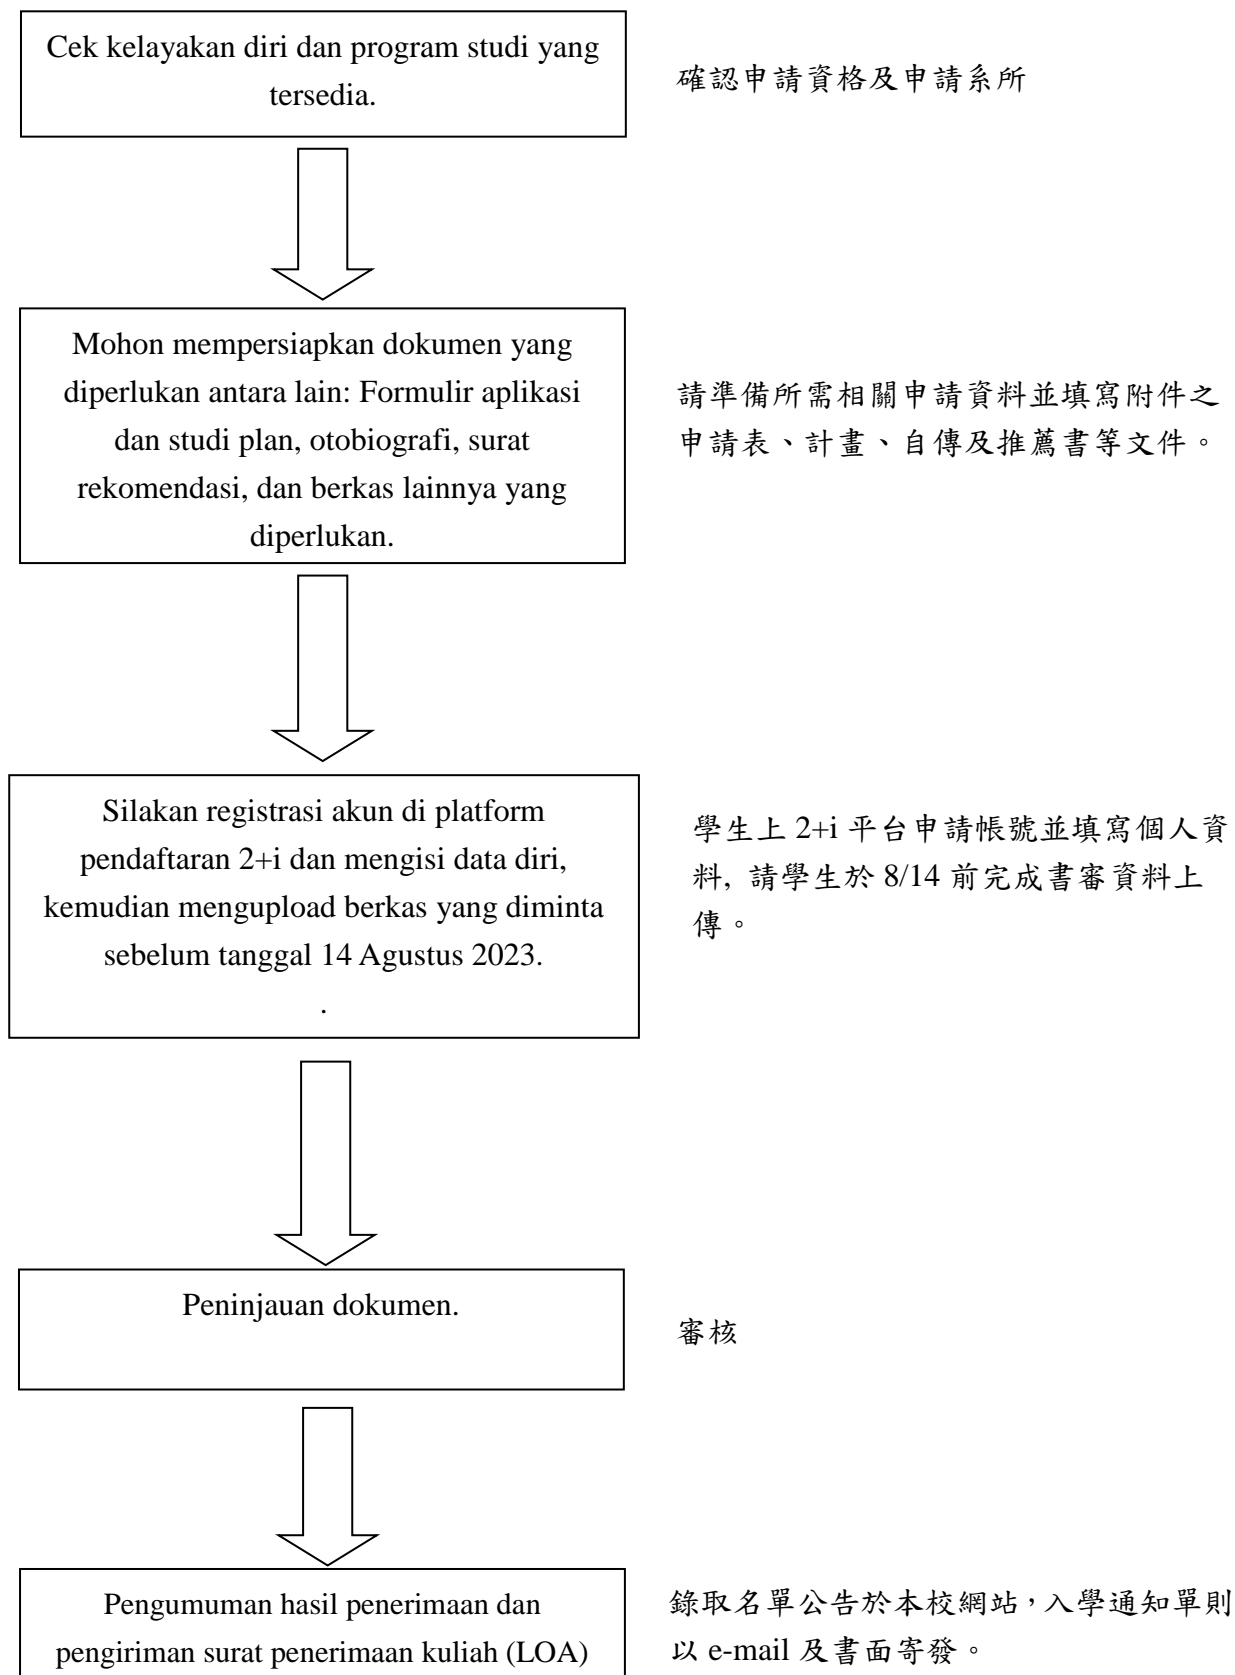 Cek kelayakan diri dan program studi yang
tersedia.
確認申請資格及申請系所
Mohon mempersiapkan dokumen yang
diperlukan antara lain: Formulir aplikasi
dan studi plan, otobiografi, surat
rekomendasi, dan berkas lainnya yang
diperlukan.
請準備所需相關申請資料並填寫附件之
申請表、計畫、自傳及推薦書等文件。
Silakan registrasi akun di platform
pendaftaran 2+i dan mengisi data diri,
kemudian mengupload berkas yang diminta
sebelum tanggal 14 Agustus 2023.
.
學生上 2+i 平台申請帳號並填寫個人資
料, 請學生於 8/14 前完成書審資料上
傳。
Peninjauan dokumen.
審核
Pengumuman hasil penerimaan dan
pengiriman surat penerimaan kuliah (LOA)
錄取名單公告於本校網站，入學通知單則
以 e-mail 及書面寄發。